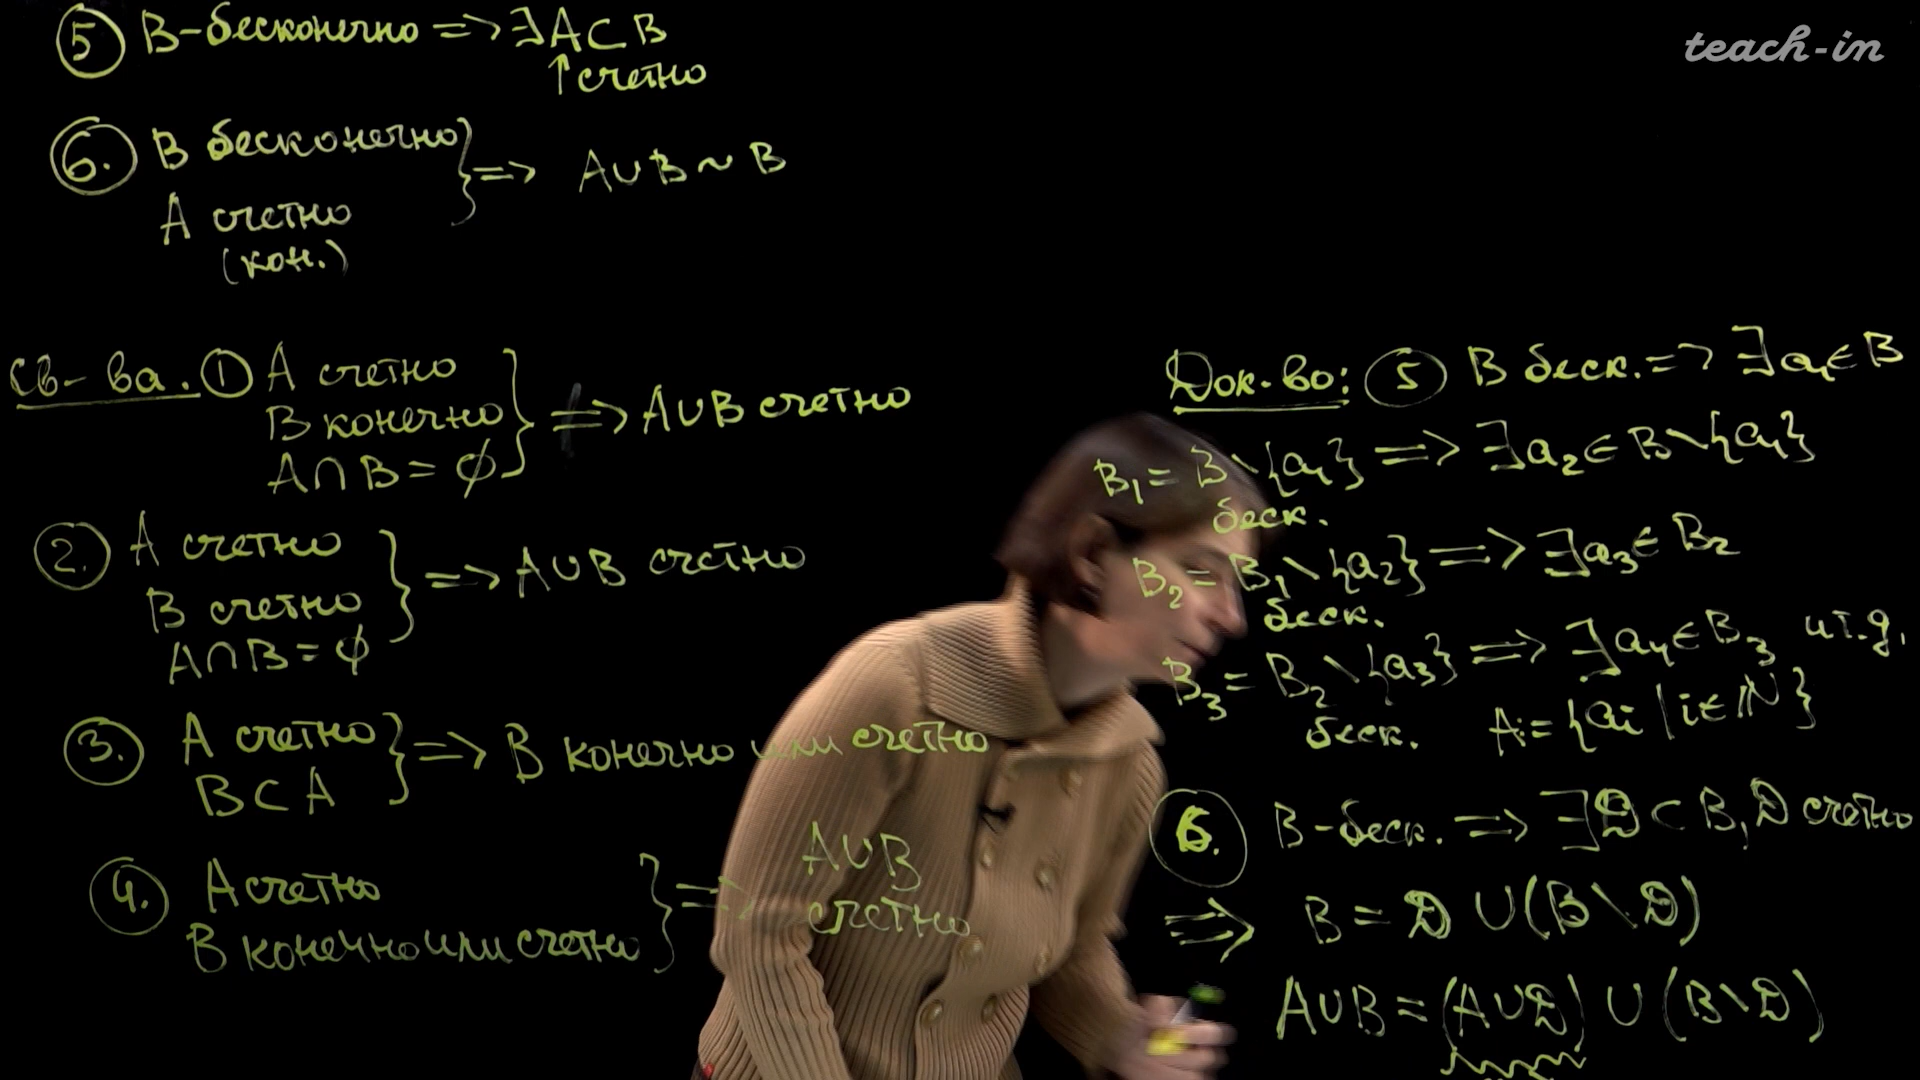 ⑤ B-бесконечно => ∃A⊂B
↑счетно
teach-in
⑥. B бесконечно } => A∪B ~ B
A счетно
(кон.)
Св-ва. ① A счетно
B конечно } => A∪B счетно
A∩B = ∅
②. A счетно
B счетно } => A∪B счетно
A∩B = ∅
③. A счетно } => B конечно или счетно
B⊂A
④. A счетно } => A∪B счетно
B конечно или счетно
Док-во: ⑤ B беск. => ∃a₁∈B
B₁ = B\{a₁} => ∃a₂∈B\{a₁}
беск.
B₂ = B₁\{a₂} => ∃a₃∈B₂
беск.
B₃ = B₂\{a₃} => ∃a₄∈B₃ и т.д.
беск. A:={ai | i∈ℕ}
⑥. B-беск. => ∃D⊂B, D счетно
=> B = D ∪ (B\D)
A∪B = (A∪D) ∪ (B\D)